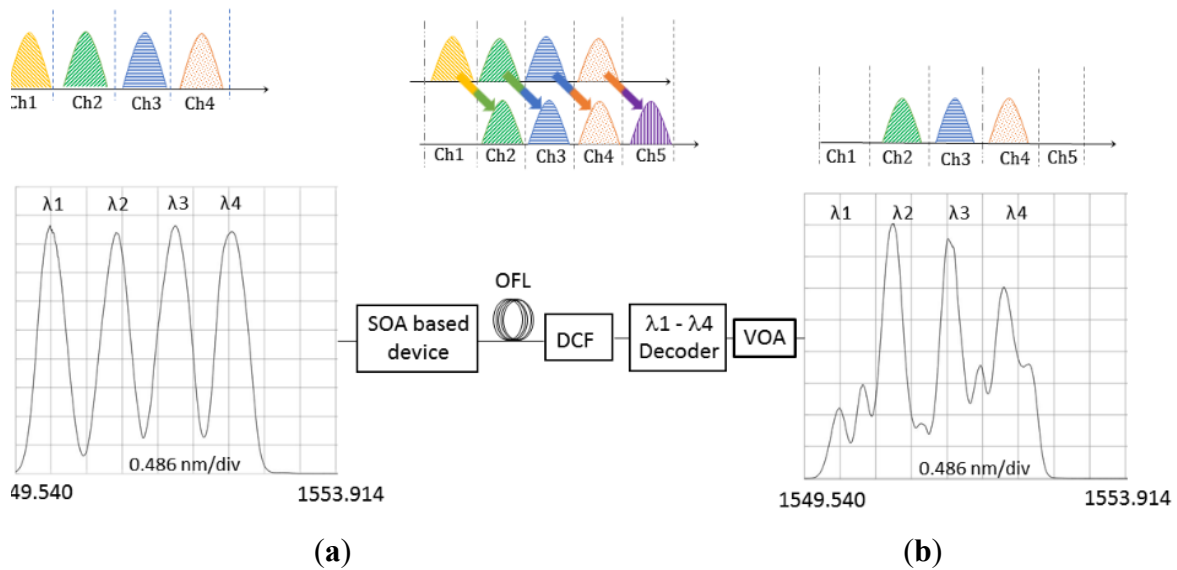 Ch1 Ch2 Ch3 Ch4
Ch1 Ch2 Ch3 Ch4 Ch5
Ch1 Ch2 Ch3 Ch4 Ch5
λ1 λ2 λ3 λ4
0.486 nm/div
49.540 1553.914
SOA based
device
OFL
DCF
λ1 - λ4
Decoder
VOA
λ1 λ2 λ3 λ4
0.486 nm/div
1549.540 1553.914
(a) (b)